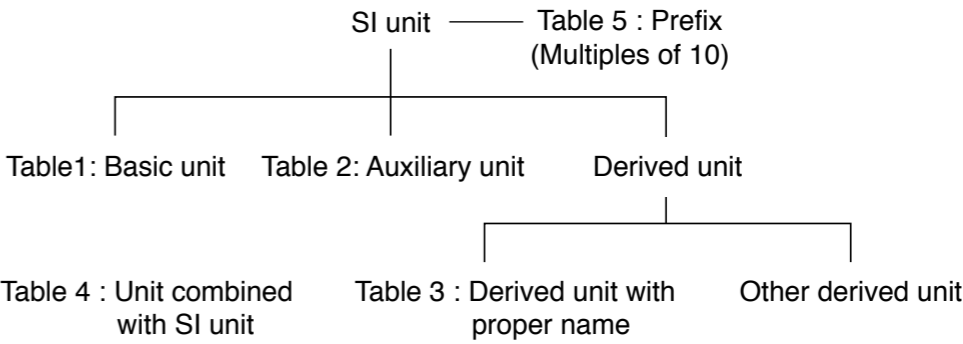 SI unit
Table 5 : Prefix
(Multiples of 10)
Table1: Basic unit
Table 2: Auxiliary unit
Derived unit
Table 4 : Unit combined
with SI unit
Table 3 : Derived unit with
proper name
Other derived unit